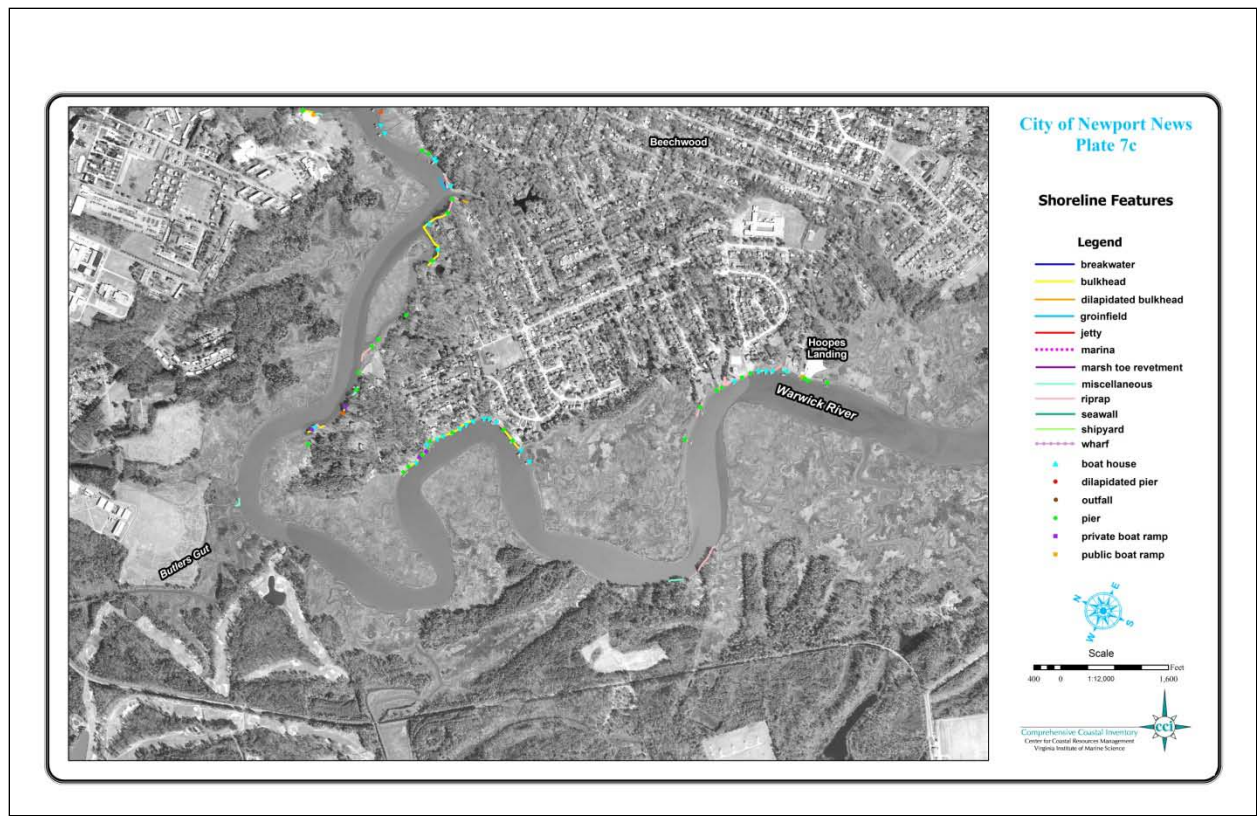 City of Newport News
Plate 7c
Shoreline Features
Legend
breakwater
bulkhead
dilapidated bulkhead
groinfield
jetty
marina
marsh toe revetment
miscellaneous
riprap
seawall
shipyard
wharf
boat house
dilapidated pier
outfall
pier
private boat ramp
public boat ramp
N
E
W
S
Scale
Feet
400 0 1:12,000 1,600
Comprehensive Coastal Inventory
Center for Coastal Resources Management
Virginia Institute of Marine Science
cci
Beechwood
Hoopes
Landing
Warwick River
Butlers Gut